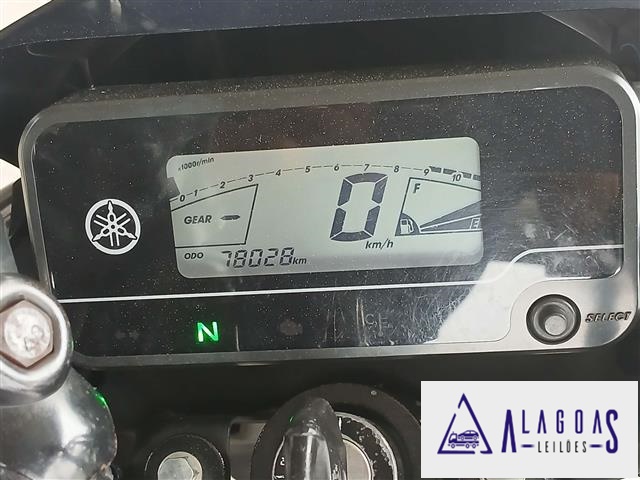 x1000r/min
0 1 2 3 4 5 6 7 8 9 10
GEAR -
0
F
km/h
ODO 78028 km
N
SELECT
ALAGOAS
LEILÕES